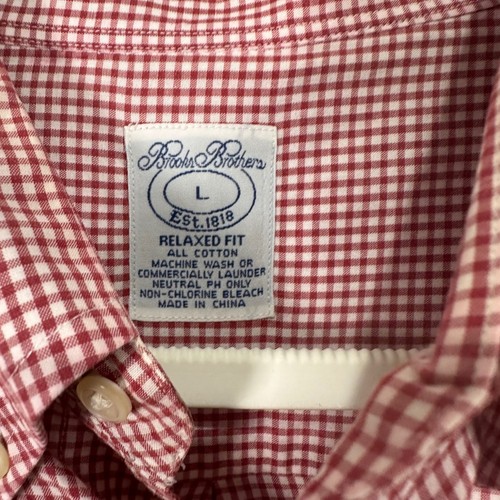 Brooks Brothers
L
Est. 1818
RELAXED FIT
ALL COTTON
MACHINE WASH OR
COMMERCIALLY LAUNDER
NEUTRAL PH ONLY
NON-CHLORINE BLEACH
MADE IN CHINA